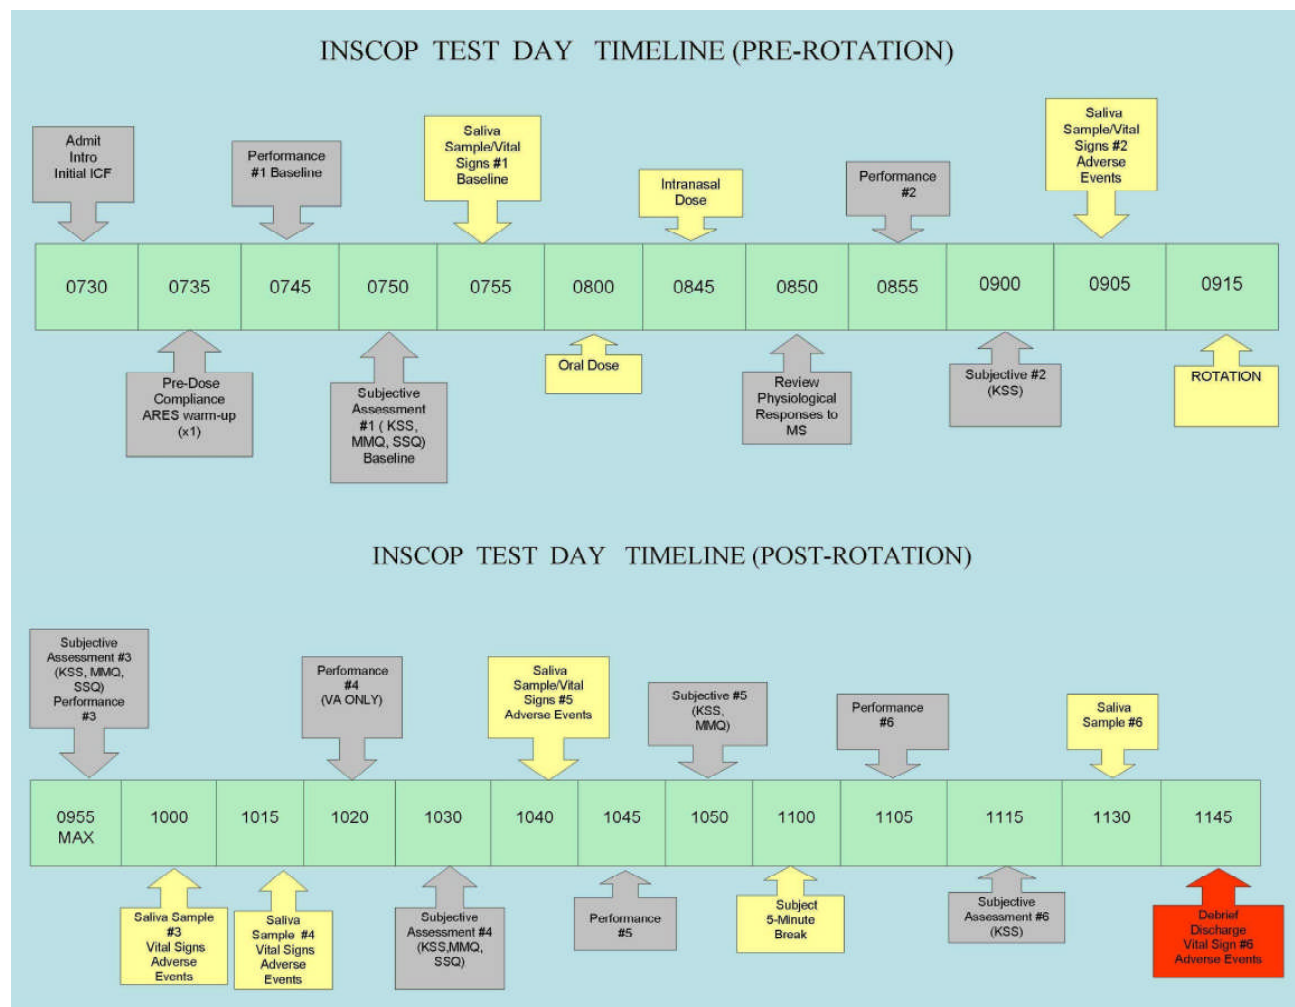 INSCOP TEST DAY TIMELINE (PRE-ROTATION)
Admit
Intro
Initial ICF
Performance
#1 Baseline
Saliva
Sample/Vital
Signs #1
Baseline
Intranasal
Dose
Performance
#2
Saliva
Sample/Vital
Signs #2
Adverse
Events
0730
0735
0745
0750
0755
0800
0845
0850
0855
0900
0905
0915
Pre-Dose
Compliance
ARES warm-up
(x1)
Subjective
Assessment
#1 ( KSS,
MMQ, SSQ)
Baseline
Oral Dose
Review
Physiological
Responses to
MS
Subjective #2
(KSS)
ROTATION
INSCOP TEST DAY TIMELINE (POST-ROTATION)
Subjective
Assessment #3
(KSS, MMQ,
SSQ)
Performance
#3
Performance
#4
(VA ONLY)
Saliva
Sample/Vital
Signs #5
Adverse Events
Subjective #5
(KSS,
MMQ)
Performance
#6
Saliva
Sample #6
0955
MAX
1000
1015
1020
1030
1040
1045
1050
1100
1105
1115
1130
1145
Saliva Sample
#3
Vital Signs
Adverse
Events
Saliva
Sample #4
Vital Signs
Adverse
Events
Subjective
Assessment #4
(KSS,MMQ,
SSQ)
Performance
#5
Subject
5-Minute
Break
Subjective
Assessment #6
(KSS)
Debrief
Discharge
Vital Sign #6
Adverse Events